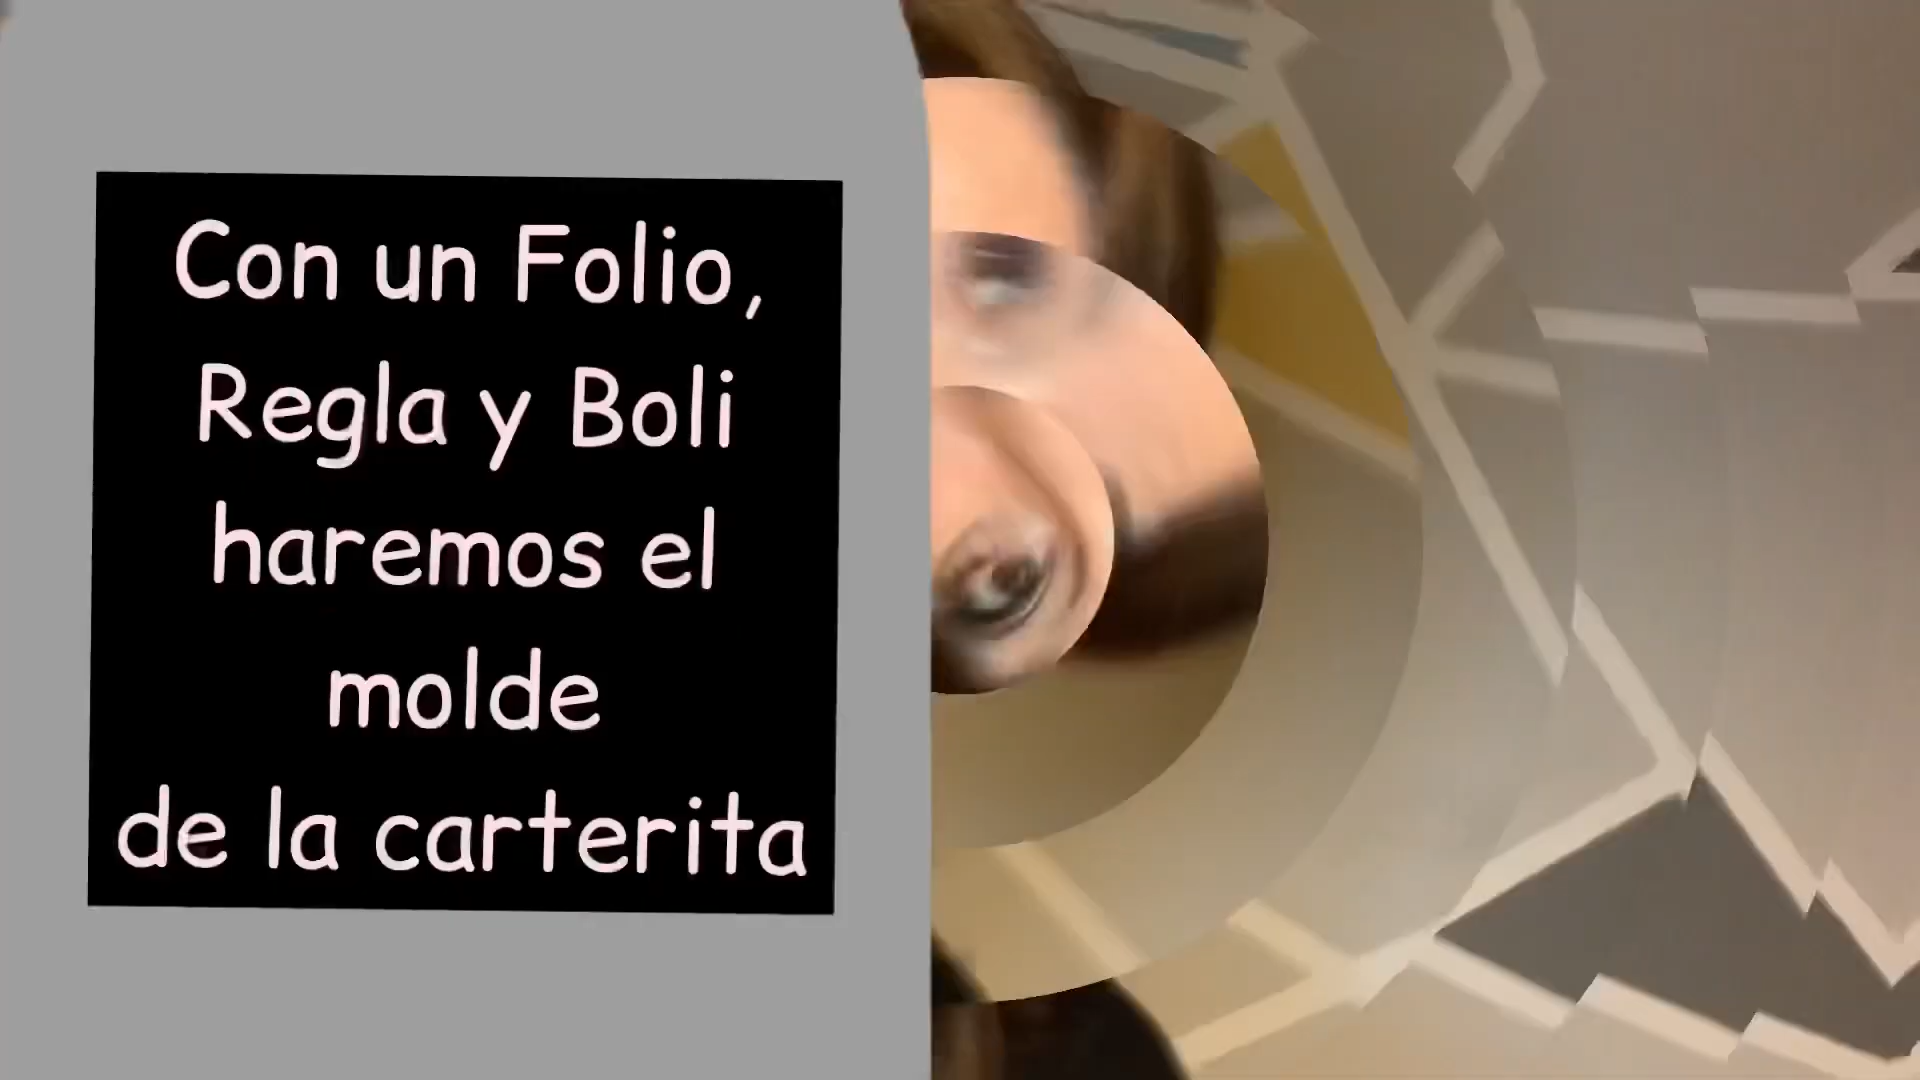 Con un Folio,
Regla y Boli
haremos el
molde
de la carterita